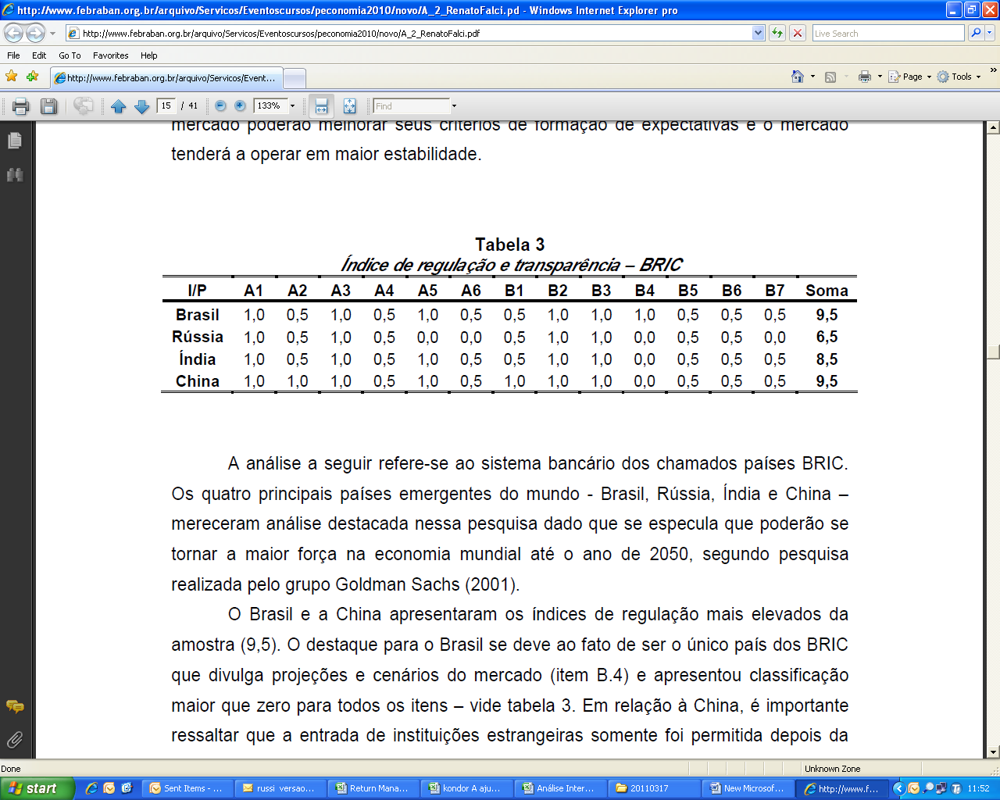 http://www.febraban.org.br/arquivo/Servicos/Eventoscursos/peconomia2010/novo/A_2_RenatoFalci.pd - Windows Internet Explorer pro
http://www.febraban.org.br/arquivo/Servicos/Eventoscursos/peconomia2010/novo/A_2_RenatoFalci.pdf Live Search
File Edit Go To Favorites Help
http://www.febraban.org.br/arquivo/Servicos/Event... Page Tools
15 / 41 133% Find
mercado poderão melhorar seus critérios de formação de expectativas e o mercado
tenderá a operar em maior estabilidade.
Tabela 3
Índice de regulação e transparência – BRIC
I/P A1 A2 A3 A4 A5 A6 B1 B2 B3 B4 B5 B6 B7 Soma
Brasil 1,0 0,5 1,0 0,5 1,0 0,5 0,5 1,0 1,0 1,0 0,5 0,5 0,5 9,5
Rússia 1,0 0,5 1,0 0,5 0,0 0,0 0,5 1,0 1,0 0,0 0,5 0,5 0,0 6,5
Índia 1,0 0,5 1,0 0,5 1,0 0,5 0,5 1,0 1,0 0,0 0,5 0,5 0,5 8,5
China 1,0 1,0 1,0 0,5 1,0 0,5 1,0 1,0 1,0 0,0 0,5 0,5 0,5 9,5
A análise a seguir refere-se ao sistema bancário dos chamados países BRIC.
Os quatro principais países emergentes do mundo - Brasil, Rússia, Índia e China –
mereceram análise destacada nessa pesquisa dado que se especula que poderão se
tornar a maior força na economia mundial até o ano de 2050, segundo pesquisa
realizada pelo grupo Goldman Sachs (2001).
O Brasil e a China apresentaram os índices de regulação mais elevados da
amostra (9,5). O destaque para o Brasil se deve ao fato de ser o único país dos BRIC
que divulga projeções e cenários do mercado (item B.4) e apresentou classificação
maior que zero para todos os itens – vide tabela 3. Em relação à China, é importante
ressaltar que a entrada de instituições estrangeiras somente foi permitida depois da
Done Unknown Zone
start Sent Items - ... russi versao... Return Mana... kondor A aju... Análise Inter... 20110317 New Microsof... http://www.f... 11:52